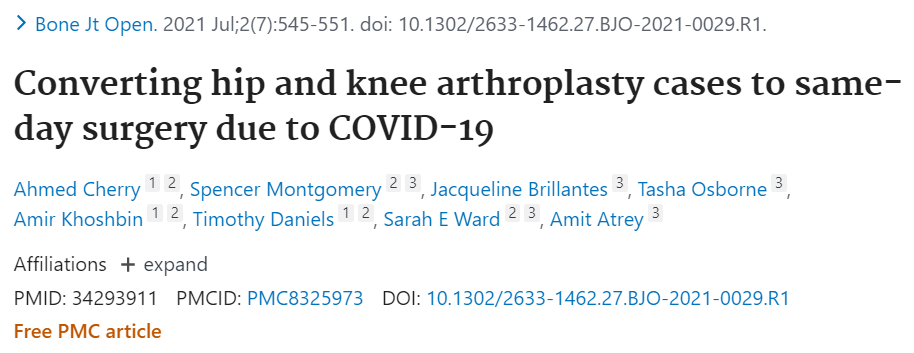 Bone Jt Open. 2021 Jul;2(7):545-551. doi: 10.1302/2633-1462.27.BJO-2021-0029.R1.
Converting hip and knee arthroplasty cases to same-
day surgery due to COVID-19
Ahmed Cherry 1 2, Spencer Montgomery 2 3, Jacqueline Brillantes 3, Tasha Osborne 3,
Amir Khoshbin 1 2, Timothy Daniels 1 2, Sarah E Ward 2 3, Amit Atrey 3
Affiliations + expand
PMID: 34293911 PMCID: PMC8325973 DOI: 10.1302/2633-1462.27.BJO-2021-0029.R1
Free PMC article